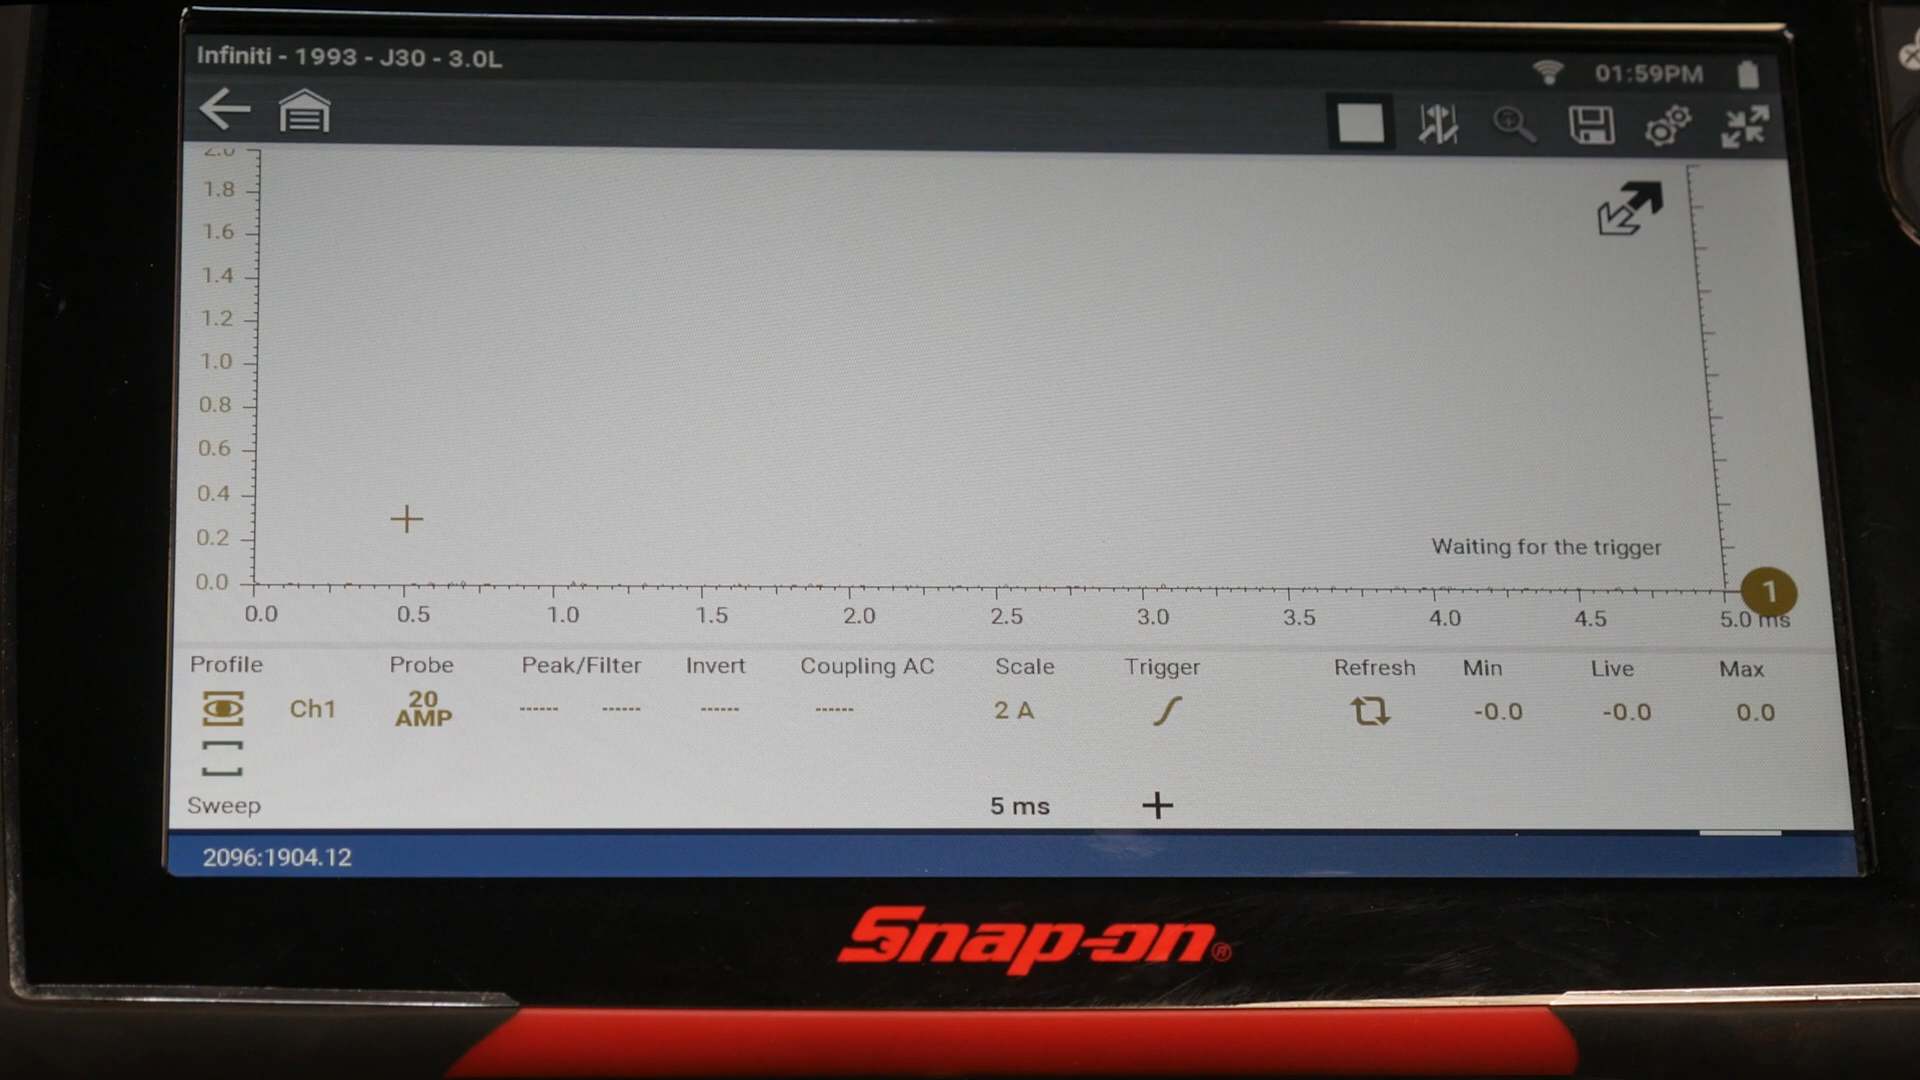 Infiniti - 1993 - J30 - 3.0L
01:59PM
2.0
1.8
1.6
1.4
1.2
1.0
0.8
0.6
0.4
0.2
0.0
Waiting for the trigger
1
0.0 0.5 1.0 1.5 2.0 2.5 3.0 3.5 4.0 4.5 5.0 ms
Profile Probe Peak/Filter Invert Coupling AC Scale Trigger Refresh Min Live Max
Ch1 20 AMP ------ ------ ------ ------ 2 A -0.0 -0.0 0.0
Sweep 5 ms
2096:1904.12
Snap-on®